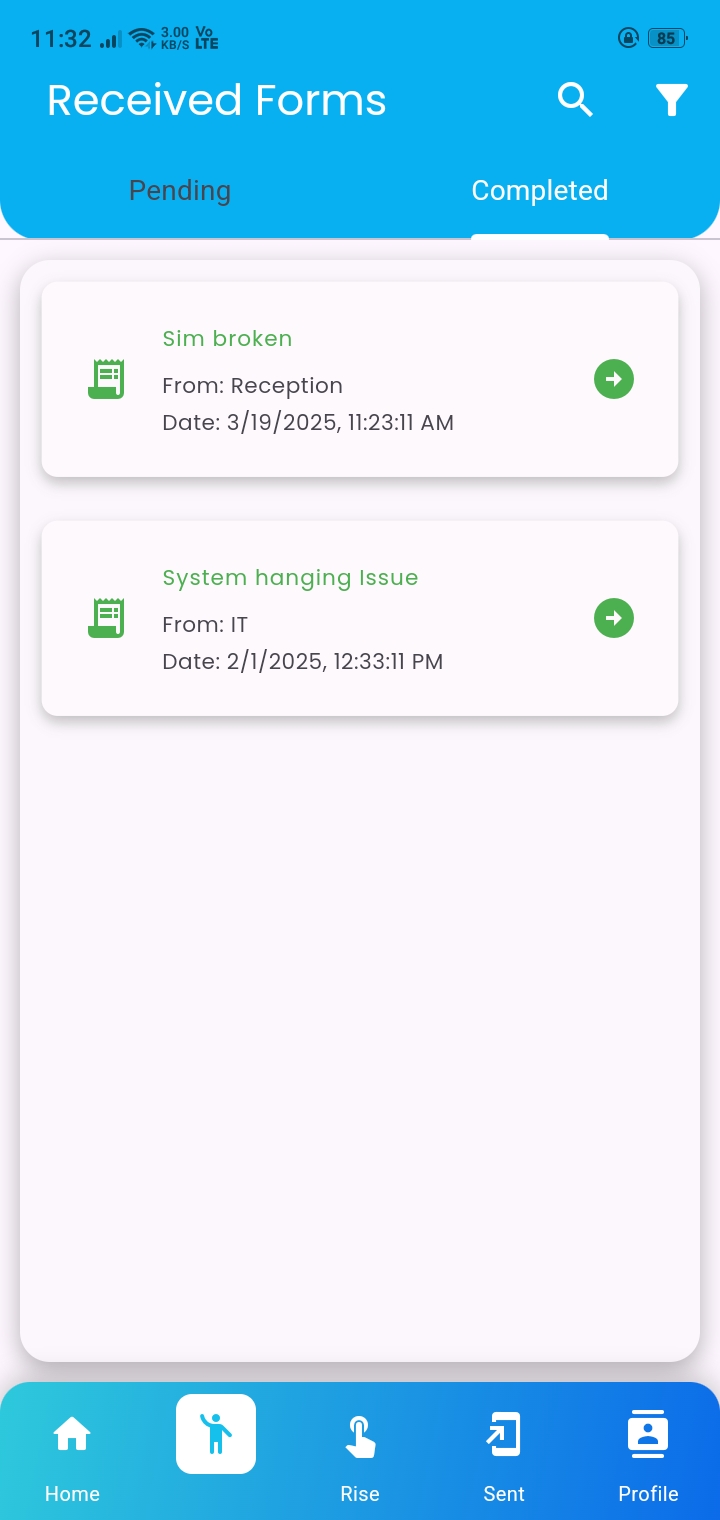 11:32 3.00 KB/S Vo LTE 85
Received Forms
Pending Completed
Sim broken
From: Reception
Date: 3/19/2025, 11:23:11 AM
System hanging Issue
From: IT
Date: 2/1/2025, 12:33:11 PM
Home Rise Sent Profile